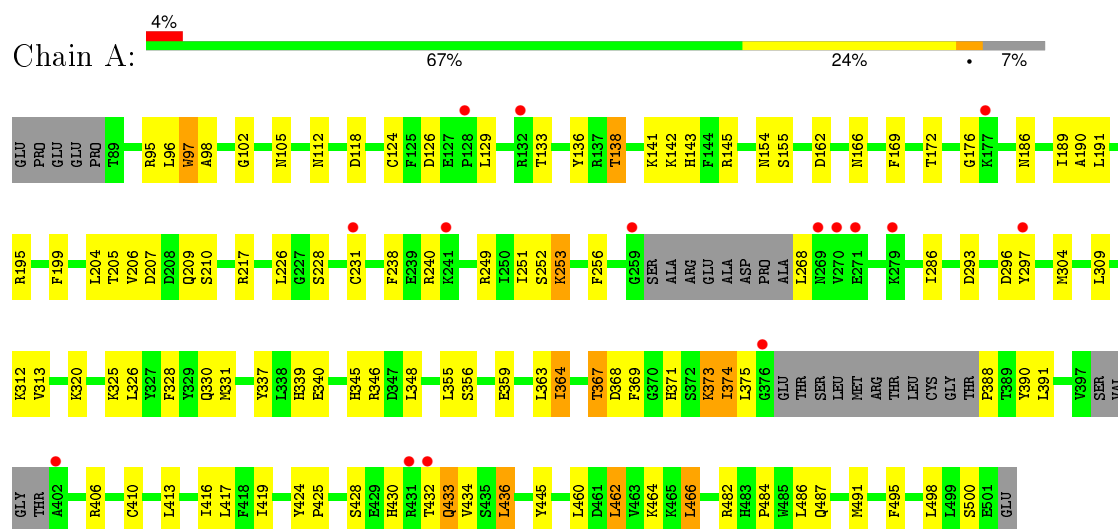 4%
Chain A:
67% 24% • 7%
GLU PRO GLU GLU PRO T89 R95 L96 W97 A98 G102 N105 N112 D118 C124 F125 D126 E127 P128 L129 R132 T133 Y136 R137 T138 K141 K142 H143 F144 R145 N154 S155 D162 N166 F169 T172 G176 K177 N186 I189 A190 L191
R195 F199 L204 T205 V206 D207 D208 Q209 S210 R217 L226 G227 S228 C231 F238 E239 R240 K241 R249 I250 I251 S252 K253 F256 G259 SER ALA ARG GLU ALA ASP PRO ALA L268 N269 V270 E271 K279 I286 D293 D296 Y297 M304 L309
K312 V313 K320 K325 L326 Y327 F328 Y329 Q330 M331 Y337 L338 H339 E340 H345 R346 D347 L348 L355 S356 E359 L363 I364 T367 D368 F369 G370 H371 S372 K373 I374 L375 G376 GLU THR SER LEU MET ARG THR LEU CYS GLY THR P388 T389 Y390 L391 V397 SER VAL
GLY THR A402 R406 C410 L413 I416 L417 F418 I419 Y424 P425 S428 E429 H430 R431 T432 Q433 V434 S435 L436 Y445 L460 D461 L462 V463 K464 K465 L466 R482 H483 P484 W485 L486 Q487 M491 F495 L498 L499 S500 E501 GLU